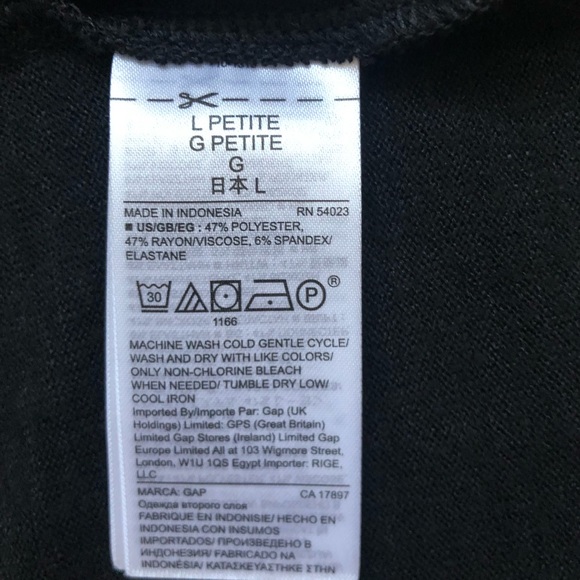 L PETITE
G PETITE
G
日本 L
MADE IN INDONESIA RN 54023
■ US/GB/EG : 47% POLYESTER,
47% RAYON/VISCOSE, 6% SPANDEX/
ELASTANE
30 P ®
1166
MACHINE WASH COLD GENTLE CYCLE/
WASH AND DRY WITH LIKE COLORS/
ONLY NON-CHLORINE BLEACH
WHEN NEEDED/ TUMBLE DRY LOW/
COOL IRON
Imported By/Importe Par: Gap (UK
Holdings) Limited: GPS (Great Britain)
Limited Gap Stores (Ireland) Limited Gap
Europe Limited All at 103 Wigmore Street,
London, W1U 1QS Egypt Importer: RIGE,
LLC
MARCA: GAP CA 17897
Одежда второго слоя
FABRIQUE EN INDONISIE/ HECHO EN
INDONESIA CON INSUMOS
IMPORTADOS/ ПРОИЗВЕДЕНО В
ИНДОНЕЗИЯ/ FABRICADO NA
INDONÉSIA/ ΚΑΤΑΣΚΕΥΑΣΤΗΚΕ ΣΤΗΝ